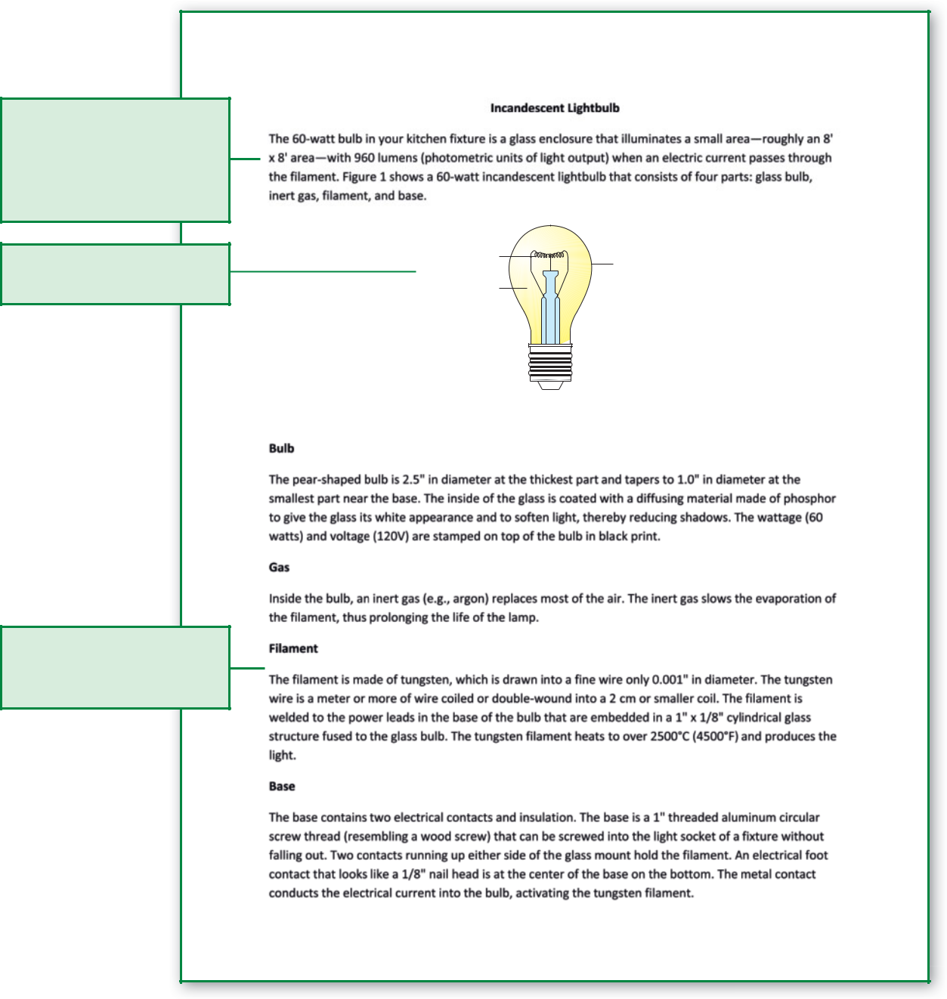 Incandescent Lightbulb
The 60-watt bulb in your kitchen fixture is a glass enclosure that illuminates a small area—roughly an 8'
x 8' area—with 960 lumens (photometric units of light output) when an electric current passes through
the filament. Figure 1 shows a 60-watt incandescent lightbulb that consists of four parts: glass bulb,
inert gas, filament, and base.
Bulb
The pear-shaped bulb is 2.5" in diameter at the thickest part and tapers to 1.0" in diameter at the
smallest part near the base. The inside of the glass is coated with a diffusing material made of phosphor
to give the glass its white appearance and to soften light, thereby reducing shadows. The wattage (60
watts) and voltage (120V) are stamped on top of the bulb in black print.
Gas
Inside the bulb, an inert gas (e.g., argon) replaces most of the air. The inert gas slows the evaporation of
the filament, thus prolonging the life of the lamp.
Filament
The filament is made of tungsten, which is drawn into a fine wire only 0.001" in diameter. The tungsten
wire is a meter or more of wire coiled or double-wound into a 2 cm or smaller coil. The filament is
welded to the power leads in the base of the bulb that are embedded in a 1" x 1/8" cylindrical glass
structure fused to the glass bulb. The tungsten filament heats to over 2500°C (4500°F) and produces the
light.
Base
The base contains two electrical contacts and insulation. The base is a 1" threaded aluminum circular
screw thread (resembling a wood screw) that can be screwed into the light socket of a fixture without
falling out. Two contacts running up either side of the glass mount hold the filament. An electrical foot
contact that looks like a 1/8" nail head is at the center of the base on the bottom. The metal contact
conducts the electrical current into the bulb, activating the tungsten filament.